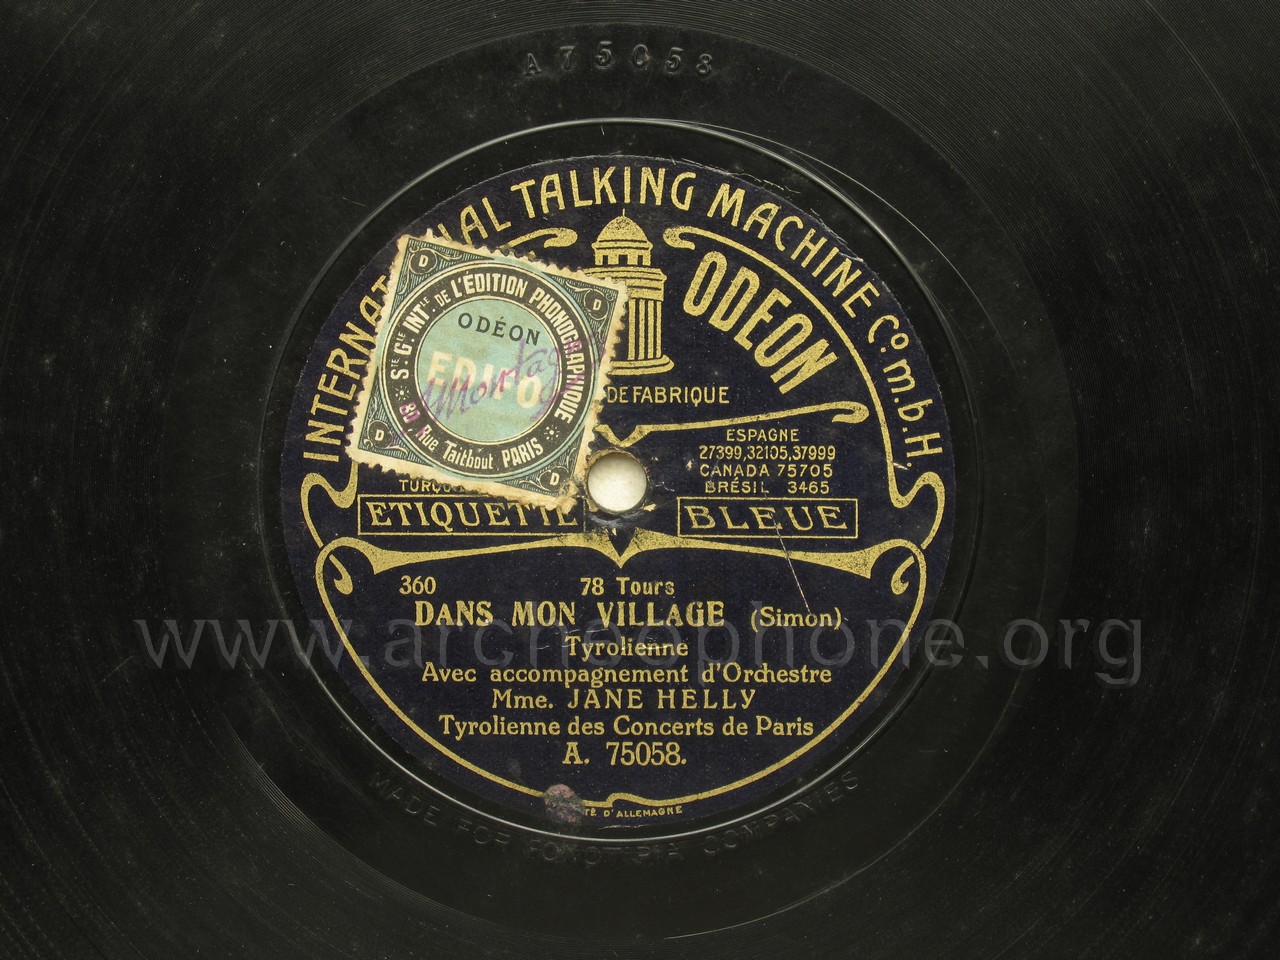 A75058
INTERNAT NAL TALKING MACHINE Co. m.b.H.
ODEON
DE FABRIQUE
STE GLE INTLE DE L'ÉDITION PHONOGRAPHIQUE
80 Rue Taitbout PARIS
D D D D
ODÉON
EDIFO
ESPAGNE
27399,32105,37999
CANADA 75705
BRÉSIL 3465
ETIQUETTE BLEUE
360 78 Tours
DANS MON VILLAGE (Simon)
www.archeophone.org
Tyrolienne
Avec accompagnement d'Orchestre
Mme. JANE HELLY
Tyrolienne des Concerts de Paris
A. 75058.
TÉ D'ALLEMAGNE
MADE FOR FONOTIPIA COMPANIES